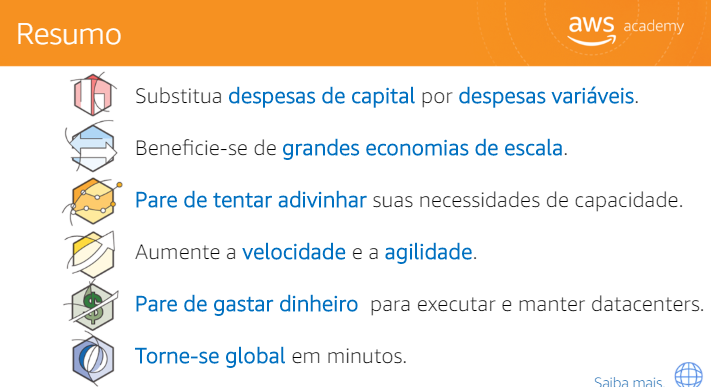 Resumo
aws academy
Substitua despesas de capital por despesas variáveis.
Beneficie-se de grandes economias de escala.
Pare de tentar adivinhar suas necessidades de capacidade.
Aumente a velocidade e a agilidade.
Pare de gastar dinheiro para executar e manter datacenters.
Torne-se global em minutos.
Saiba mais